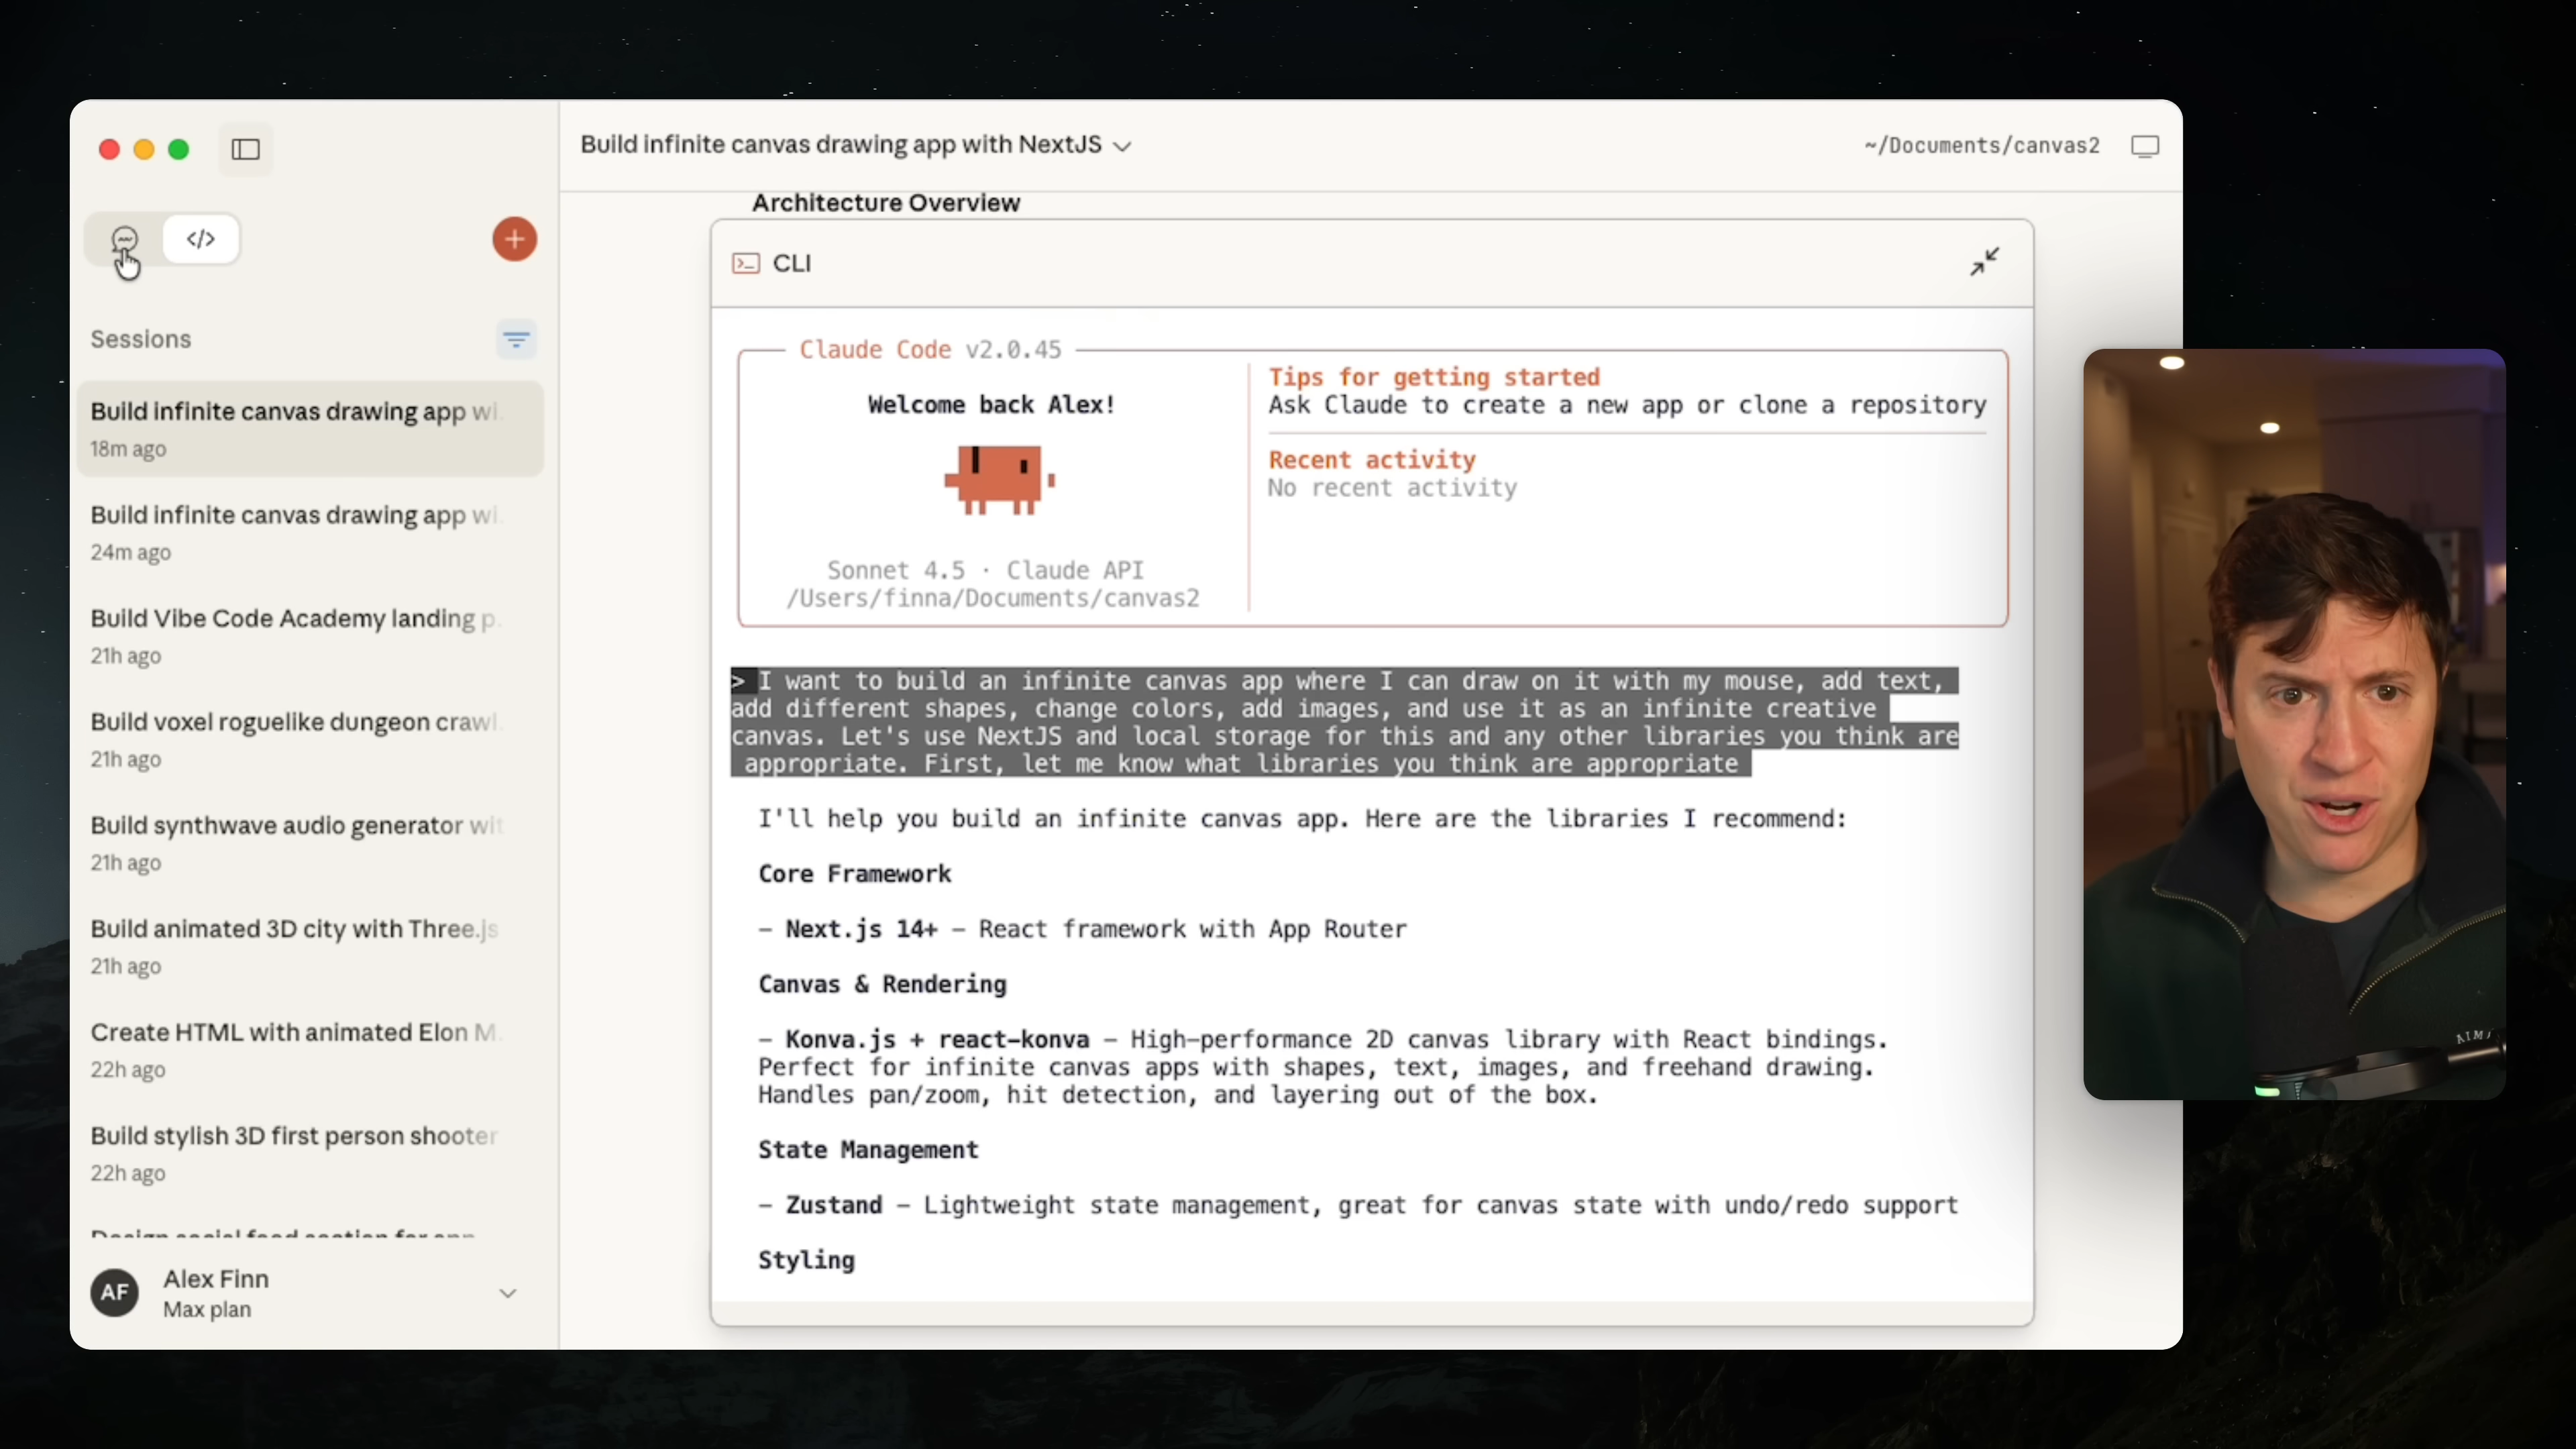 Build infinite canvas drawing app with NextJS
~/Documents/canvas2
Sessions
Build infinite canvas drawing app wi
18m ago
Build infinite canvas drawing app wi
24m ago
Build Vibe Code Academy landing p
21h ago
Build voxel roguelike dungeon crawl
21h ago
Build synthwave audio generator wit
21h ago
Build animated 3D city with Three.js
21h ago
Create HTML with animated Elon M
22h ago
Build stylish 3D first person shooter
22h ago
Design social feed section for app
AF
Alex Finn
Max plan
Architecture Overview
CLI
Claude Code v2.0.45
Welcome back Alex!
Sonnet 4.5 · Claude API
/Users/finna/Documents/canvas2
Tips for getting started
Ask Claude to create a new app or clone a repository
Recent activity
No recent activity
> I want to build an infinite canvas app where I can draw on it with my mouse, add text,
add different shapes, change colors, add images, and use it as an infinite creative
canvas. Let's use NextJS and local storage for this and any other libraries you think are
appropriate. First, let me know what libraries you think are appropriate
I'll help you build an infinite canvas app. Here are the libraries I recommend:
Core Framework
– Next.js 14+ – React framework with App Router
Canvas & Rendering
– Konva.js + react–konva – High–performance 2D canvas library with React bindings.
Perfect for infinite canvas apps with shapes, text, images, and freehand drawing.
Handles pan/zoom, hit detection, and layering out of the box.
State Management
– Zustand – Lightweight state management, great for canvas state with undo/redo support
Styling